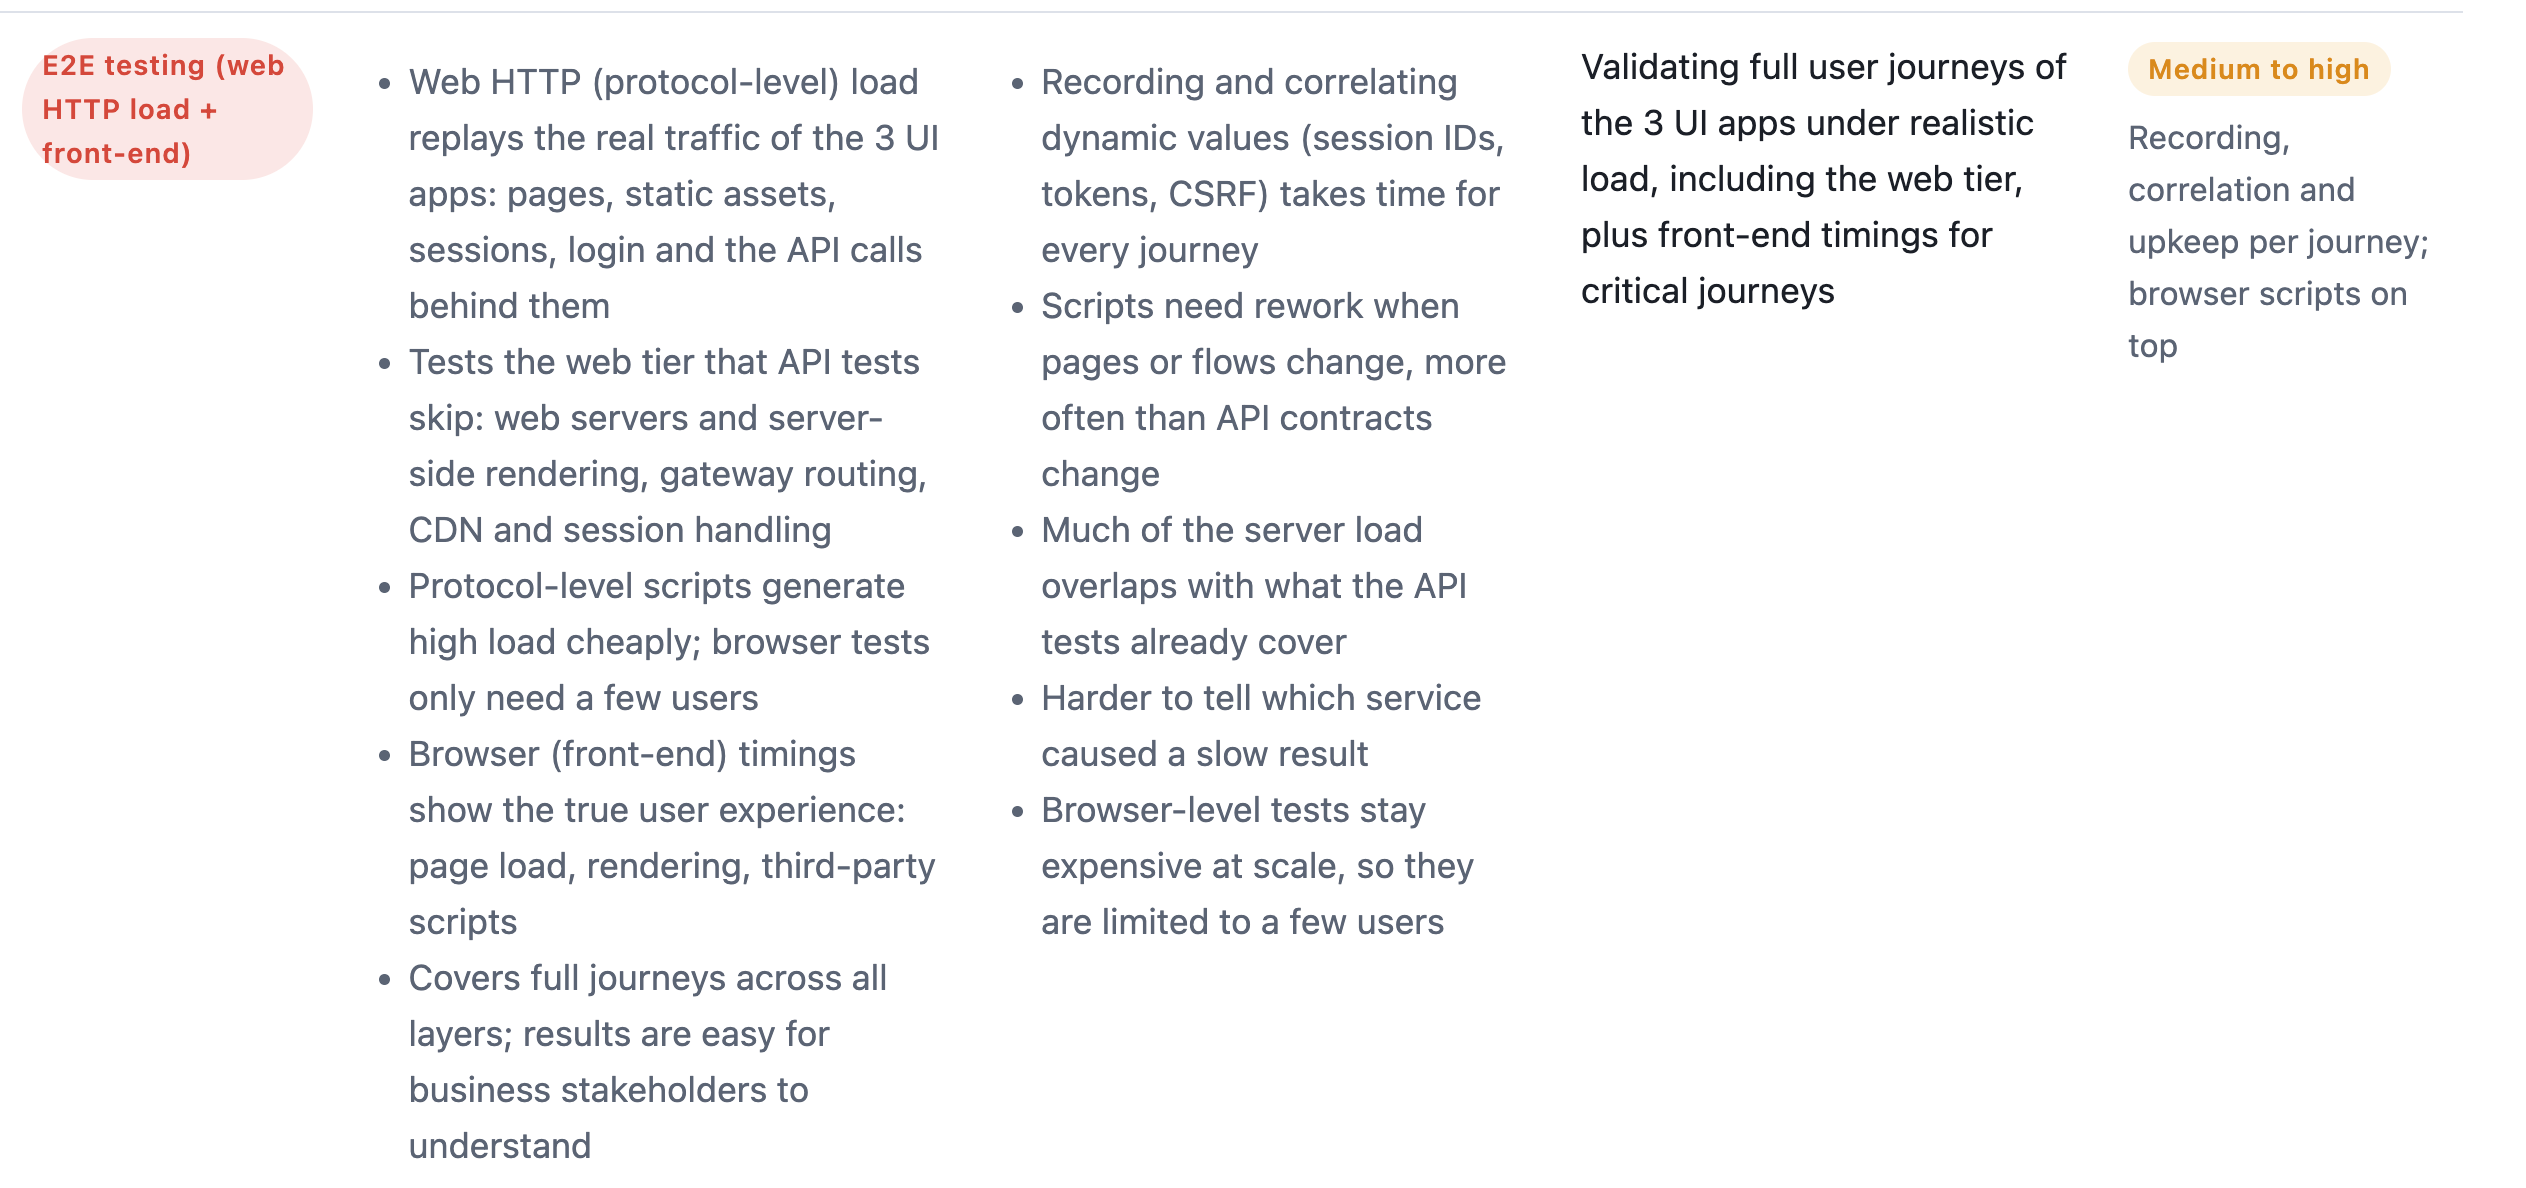 E2E testing (web
HTTP load +
front-end)
• Web HTTP (protocol-level) load
replays the real traffic of the 3 UI
apps: pages, static assets,
sessions, login and the API calls
behind them
• Tests the web tier that API tests
skip: web servers and server-
side rendering, gateway routing,
CDN and session handling
• Protocol-level scripts generate
high load cheaply; browser tests
only need a few users
• Browser (front-end) timings
show the true user experience:
page load, rendering, third-party
scripts
• Covers full journeys across all
layers; results are easy for
business stakeholders to
understand
• Recording and correlating
dynamic values (session IDs,
tokens, CSRF) takes time for
every journey
• Scripts need rework when
pages or flows change, more
often than API contracts
change
• Much of the server load
overlaps with what the API
tests already cover
• Harder to tell which service
caused a slow result
• Browser-level tests stay
expensive at scale, so they
are limited to a few users
Validating full user journeys of
the 3 UI apps under realistic
load, including the web tier,
plus front-end timings for
critical journeys
Medium to high
Recording,
correlation and
upkeep per journey;
browser scripts on
top